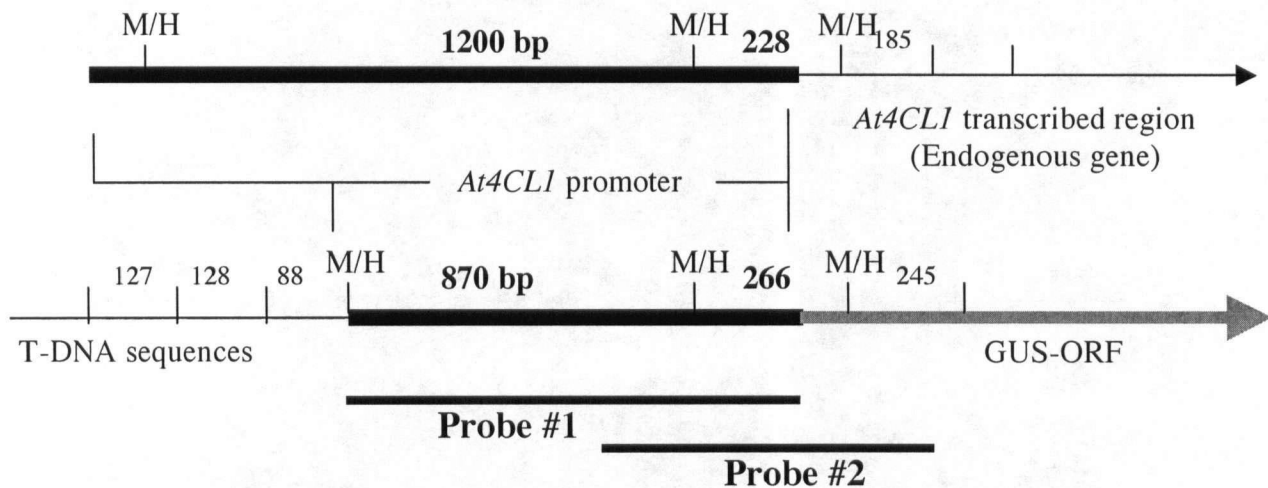 M/H 1200 bp M/H 228 M/H 185
At4CL1 transcribed region
(Endogenous gene)
At4CL1 promoter
127 128 88 M/H 870 bp M/H 266 M/H 245
T-DNA sequences GUS-ORF
Probe #1
Probe #2